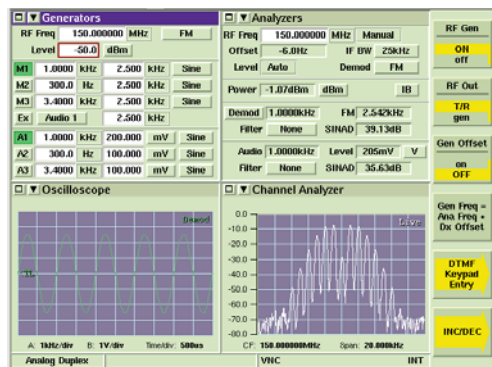 Generators
RF Freq 150.000000 MHz FM
Level -50.0 dBm
M1 1.0000 kHz 2.500 kHz Sine
M2 300.0 Hz 2.500 kHz Sine
M3 3.4000 kHz 2.500 kHz Sine
Ex Audio 1 2.500 kHz
A1 1.0000 kHz 200.000 mV Sine
A2 300.0 Hz 100.000 mV Sine
A3 3.4000 kHz 100.000 mV Sine
Analyzers
RF Freq 150.000000 MHz Manual
Offset -6.0Hz IF BW 25kHz
Level Auto Demod FM
Power -1.07dBm dBm IB
Demod 1.0000kHz FM 2.542kHz
Filter None SINAD 39.13dB
Audio 1.0000kHz Level 205mV V
Filter None SINAD 35.63dB
Oscilloscope
Demod
A: 1kHz/div B: 1V/div Time/div: 500us
Channel Analyzer
Live
0.0
-10.0
-20.0
-30.0
-40.0
-50.0
-60.0
-70.0
-80.0
CF: 150.000000MHz Span: 20.000kHz
Analog Duplex VNC INT
RF Gen
ON
off
RF Out
T/R
gen
Gen Offset
on
OFF
Gen Freq =
Ana Freq +
Dx Offset
DTMF
Keypad
Entry
INC/DEC